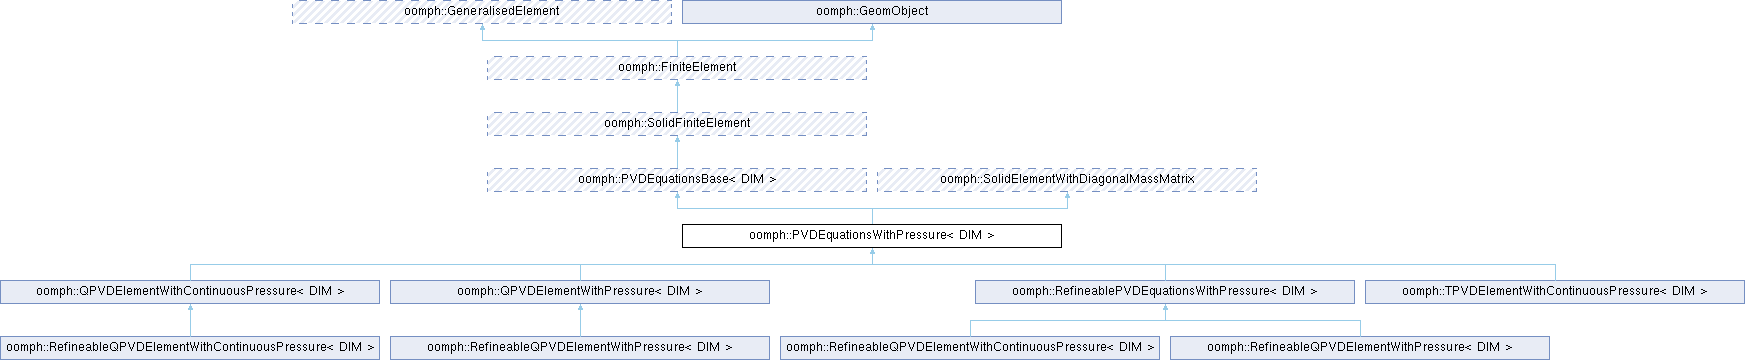 oomph::GeneralisedElement
oomph::GeomObject
oomph::FiniteElement
oomph::SolidFiniteElement
oomph::PVDEquationsBase< DIM >
oomph::SolidElementWithDiagonalMassMatrix
oomph::PVDEquationsWithPressure< DIM >
oomph::QPVDElementWithContinuousPressure< DIM >
oomph::QPVDElementWithPressure< DIM >
oomph::RefineablePVDEquationsWithPressure< DIM >
oomph::TPVDElementWithContinuousPressure< DIM >
oomph::RefineableQPVDElementWithContinuousPressure< DIM >
oomph::RefineableQPVDElementWithPressure< DIM >
oomph::RefineableQPVDElementWithContinuousPressure< DIM >
oomph::RefineableQPVDElementWithPressure< DIM >